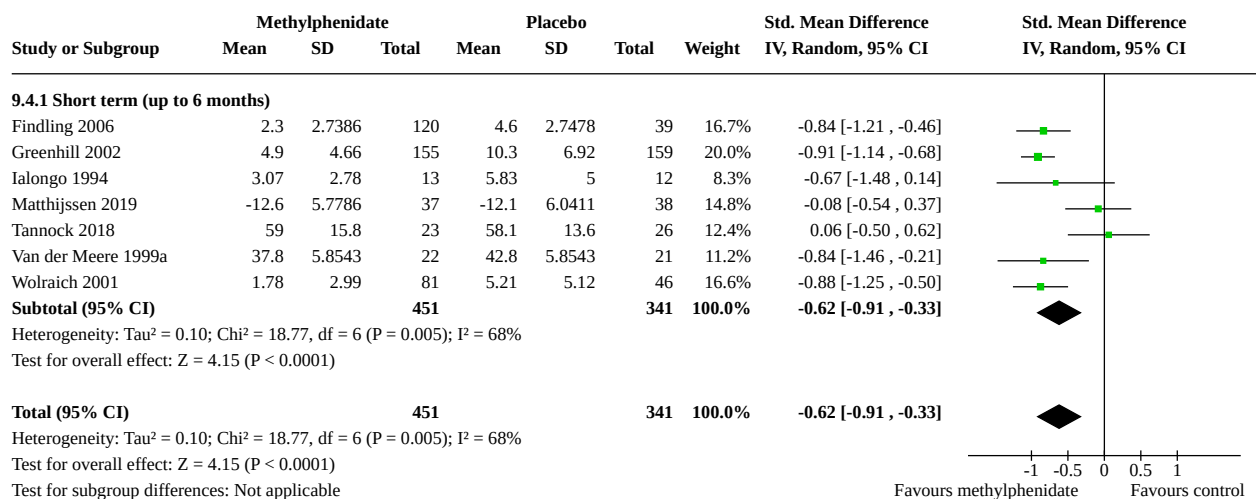 Methylphenidate Placebo Std. Mean Difference Std. Mean Difference
Study or Subgroup Mean SD Total Mean SD Total Weight IV, Random, 95% CI IV, Random, 95% CI
9.4.1 Short term (up to 6 months)
Findling 2006 2.3 2.7386 120 4.6 2.7478 39 16.7% -0.84 [-1.21 , -0.46]
Greenhill 2002 4.9 4.66 155 10.3 6.92 159 20.0% -0.91 [-1.14 , -0.68]
Ialongo 1994 3.07 2.78 13 5.83 5 12 8.3% -0.67 [-1.48 , 0.14]
Matthijssen 2019 -12.6 5.7786 37 -12.1 6.0411 38 14.8% -0.08 [-0.54 , 0.37]
Tannock 2018 59 15.8 23 58.1 13.6 26 12.4% 0.06 [-0.50 , 0.62]
Van der Meere 1999a 37.8 5.8543 22 42.8 5.8543 21 11.2% -0.84 [-1.46 , -0.21]
Wolraich 2001 1.78 2.99 81 5.21 5.12 46 16.6% -0.88 [-1.25 , -0.50]
Subtotal (95% CI) 451 341 100.0% -0.62 [-0.91 , -0.33]
Heterogeneity: Tau² = 0.10; Chi² = 18.77, df = 6 (P = 0.005); I² = 68%
Test for overall effect: Z = 4.15 (P < 0.0001)
Total (95% CI) 451 341 100.0% -0.62 [-0.91 , -0.33]
Heterogeneity: Tau² = 0.10; Chi² = 18.77, df = 6 (P = 0.005); I² = 68%
Test for overall effect: Z = 4.15 (P < 0.0001)
-1 -0.5 0 0.5 1
Test for subgroup differences: Not applicable Favours methylphenidate Favours control